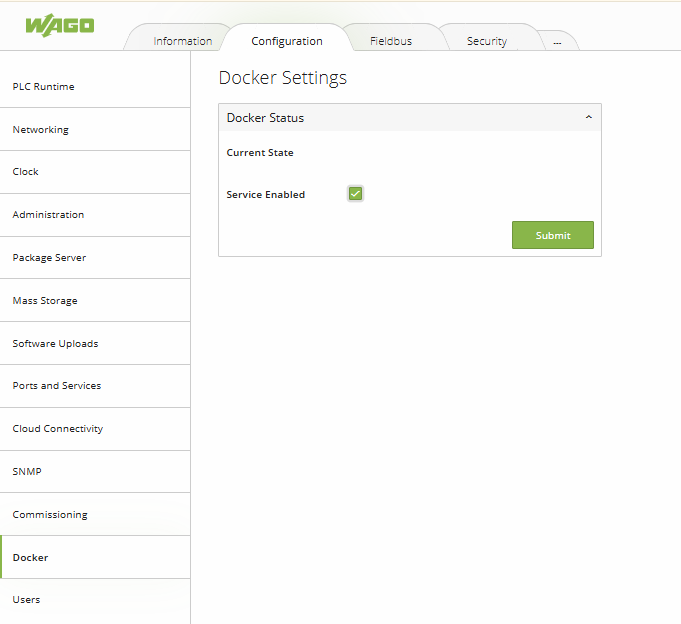 WAGO
Information
Configuration
Fieldbus
Security
...
PLC Runtime
Networking
Clock
Administration
Package Server
Mass Storage
Software Uploads
Ports and Services
Cloud Connectivity
SNMP
Commissioning
Docker
Users
Docker Settings
Docker Status
Current State
Service Enabled
Submit